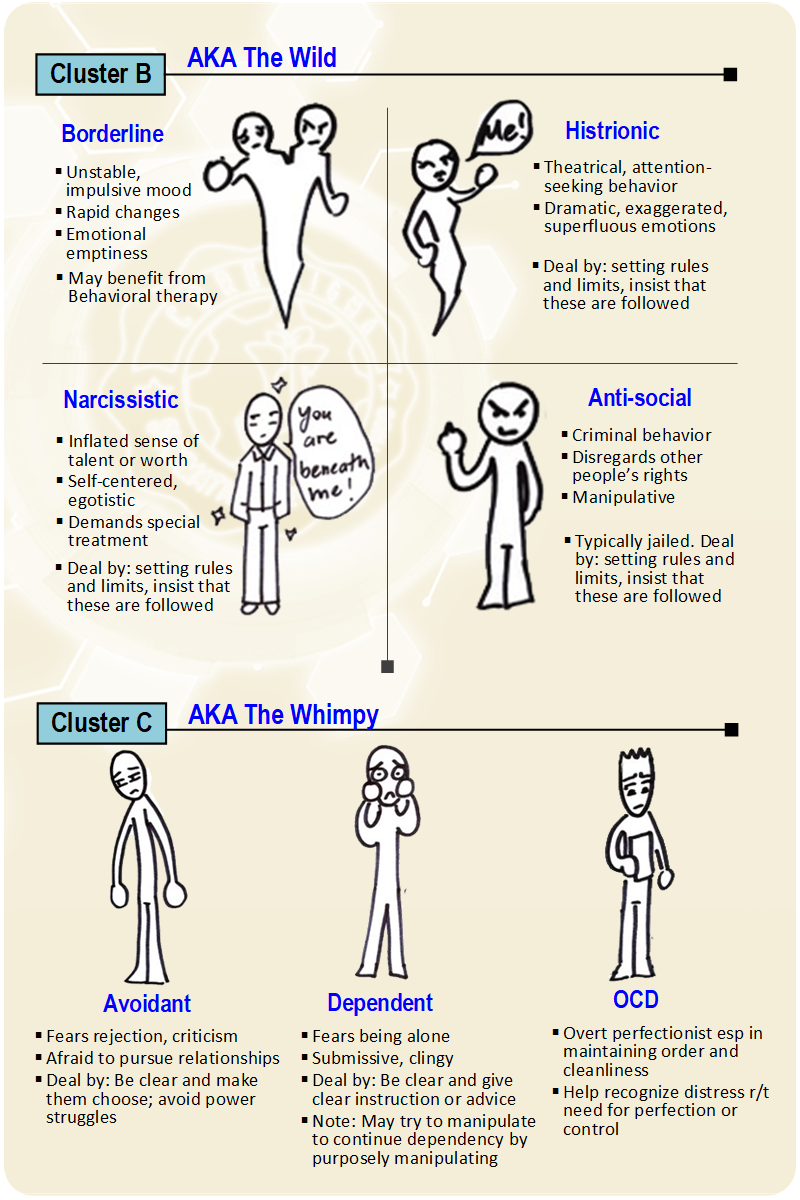 Cluster B
AKA The Wild
Borderline
▪ Unstable,
impulsive mood
▪ Rapid changes
▪ Emotional
emptiness
▪ May benefit from
Behavioral therapy
Me!
Histrionic
▪ Theatrical, attention-
seeking behavior
▪ Dramatic, exaggerated,
superfluous emotions
▪ Deal by: setting rules
and limits, insist that
these are followed
Narcissistic
▪ Inflated sense of
talent or worth
▪ Self-centered,
egotistic
▪ Demands special
treatment
▪ Deal by: setting rules
and limits, insist that
these are followed
You
are
beneath
me!
Anti-social
▪ Criminal behavior
▪ Disregards other
people's rights
▪ Manipulative
▪ Typically jailed. Deal
by: setting rules and
limits, insist that
these are followed
Cluster C
AKA The Whimpy
Avoidant
▪ Fears rejection, criticism
▪ Afraid to pursue relationships
▪ Deal by: Be clear and make
them choose; avoid power
struggles
Dependent
▪ Fears being alone
▪ Submissive, clingy
▪ Deal by: Be clear and give
clear instruction or advice
▪ Note: May try to manipulate
to continue dependency by
purposely manipulating
OCD
▪ Overt perfectionist esp in
maintaining order and
cleanliness
▪ Help recognize distress r/t
need for perfection or
control